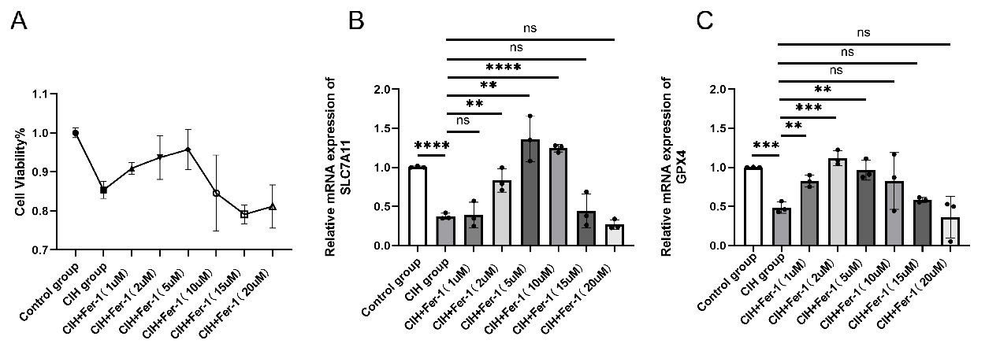 A
Cell Viability%
1.1
1.0
0.9
0.8
0.7
Control group
CIH group
CIH+Fer-1（1uM）
CIH+Fer-1（2uM）
CIH+Fer-1（5uM）
CIH+Fer-1（10uM）
CIH+Fer-1（15uM）
CIH+Fer-1（20uM）
B
Relative mRNA expression of
SLC7A11
ns
ns
****
**
**
ns
****
2.0
1.5
1.0
0.5
0.0
Control group
CIH group
CIH+Fer-1（1uM）
CIH+Fer-1（2uM）
CIH+Fer-1（5uM）
CIH+Fer-1（10uM）
CIH+Fer-1（15uM）
CIH+Fer-1（20uM）
C
Relative mRNA expression of
GPX4
ns
ns
ns
**
***
**
***
2.0
1.5
1.0
0.5
0.0
Control group
CIH group
CIH+Fer-1（1uM）
CIH+Fer-1（2uM）
CIH+Fer-1（5uM）
CIH+Fer-1（10uM）
CIH+Fer-1（15uM）
CIH+Fer-1（20uM）